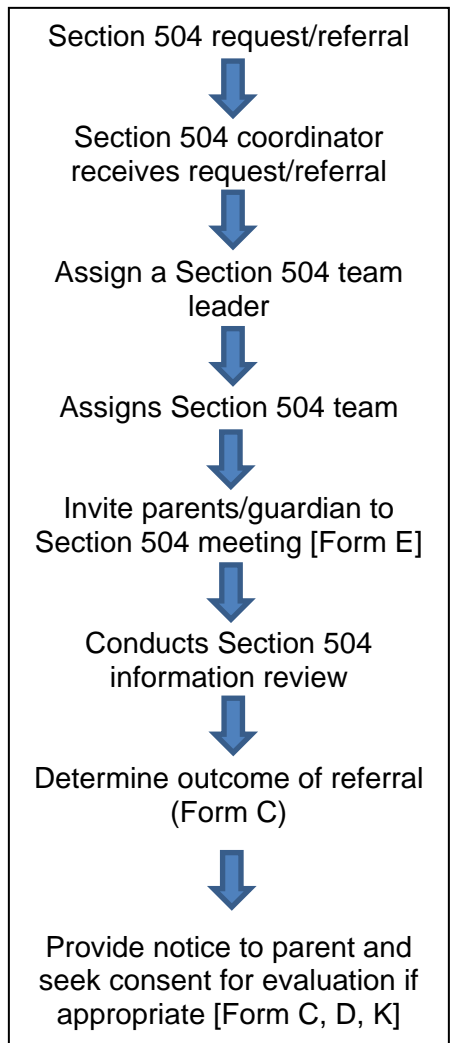 Section 504 request/referral
Section 504 coordinator
receives request/referral
Assign a Section 504 team
leader
Assigns Section 504 team
Invite parents/guardian to
Section 504 meeting [Form E]
Conducts Section 504
information review
Determine outcome of referral
(Form C)
Provide notice to parent and
seek consent for evaluation if
appropriate [Form C, D, K]